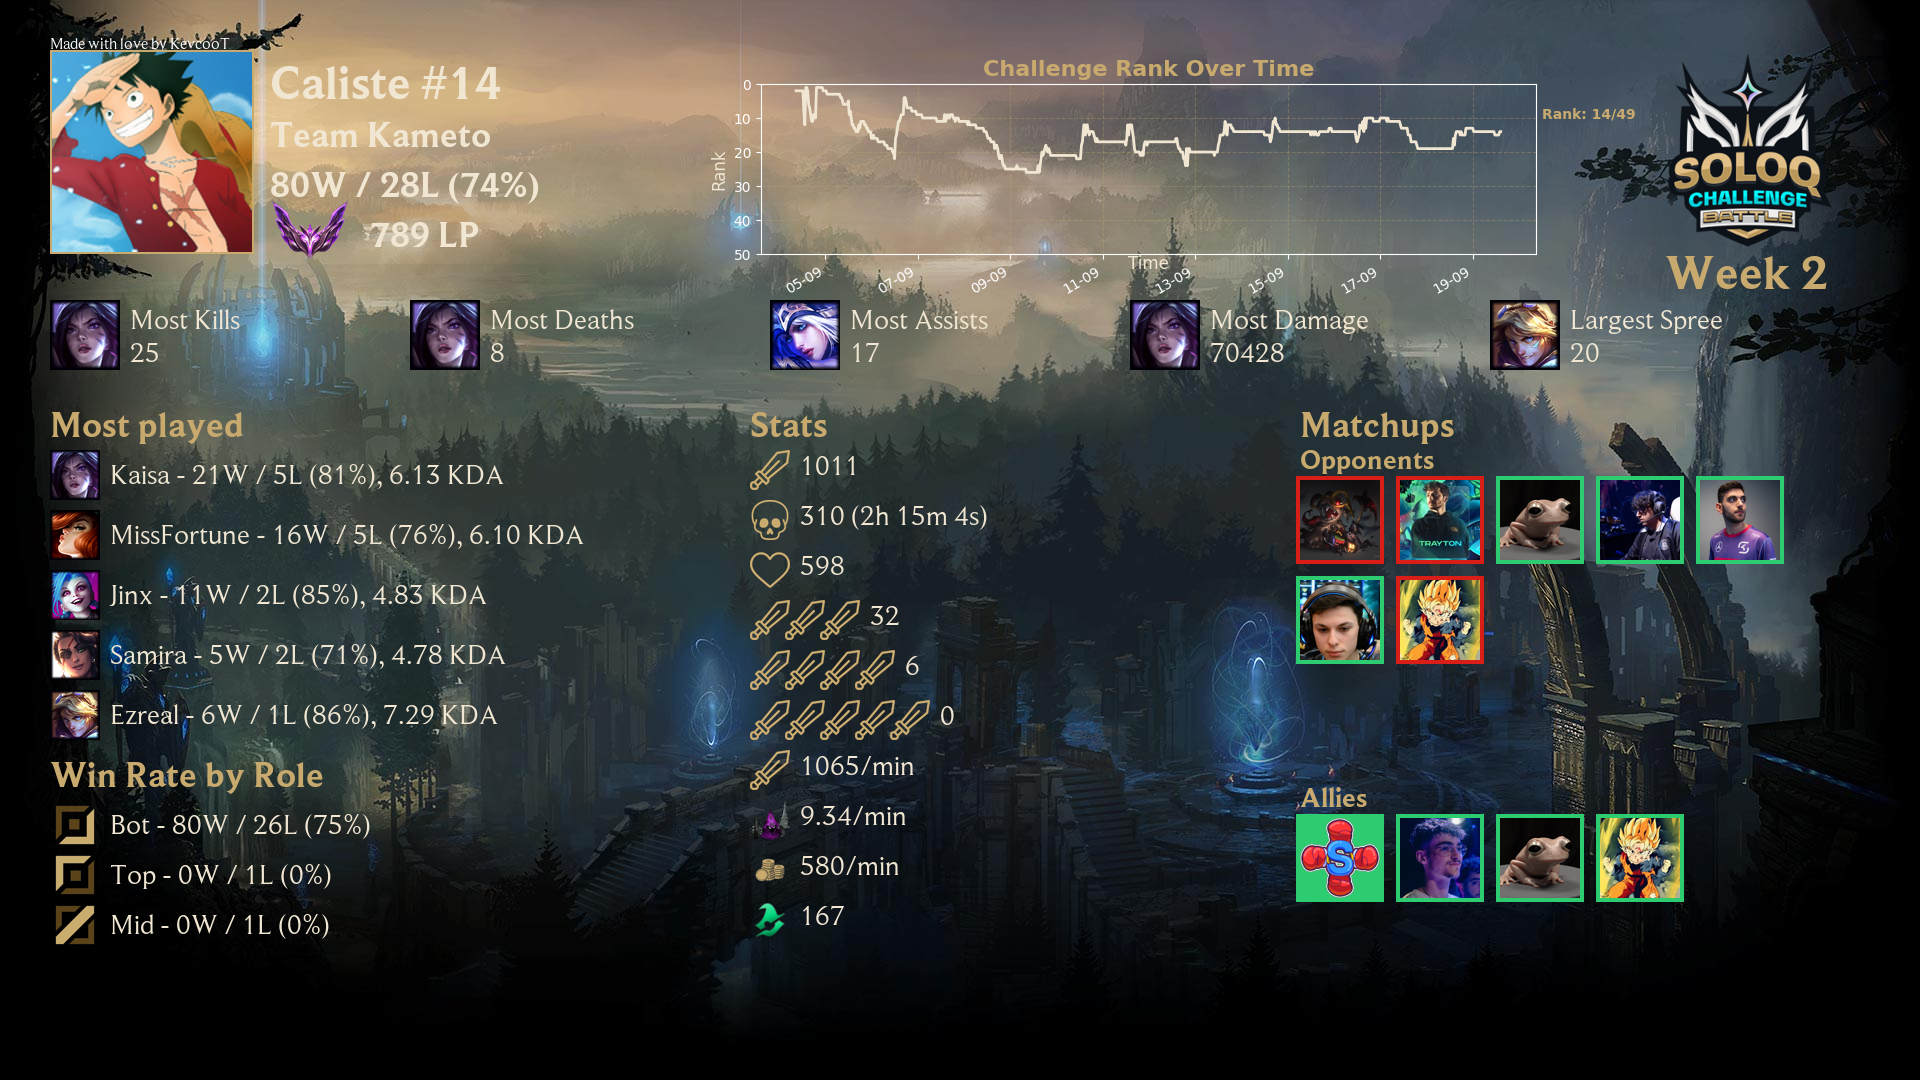 Made with love by KevcooT
Caliste #14
Team Kameto
80W / 28L (74%)
789 LP
Challenge Rank Over Time
Rank
0
10
20
30
40
50
05-09
07-09
09-09
11-09
13-09
15-09
17-09
19-09
Time
Rank: 14/49
SOLOQ
CHALLENGE
BATTLE
Week 2
Most Kills
25
Most Deaths
8
Most Assists
17
Most Damage
70428
Largest Spree
20
Most played
Kaisa - 21W / 5L (81%), 6.13 KDA
MissFortune - 16W / 5L (76%), 6.10 KDA
Jinx - 11W / 2L (85%), 4.83 KDA
Samira - 5W / 2L (71%), 4.78 KDA
Ezreal - 6W / 1L (86%), 7.29 KDA
Win Rate by Role
Bot - 80W / 26L (75%)
Top - 0W / 1L (0%)
Mid - 0W / 1L (0%)
Stats
1011
310 (2h 15m 4s)
598
32
6
0
1065/min
9.34/min
580/min
167
Matchups
Opponents
TRAYTON
Allies
S